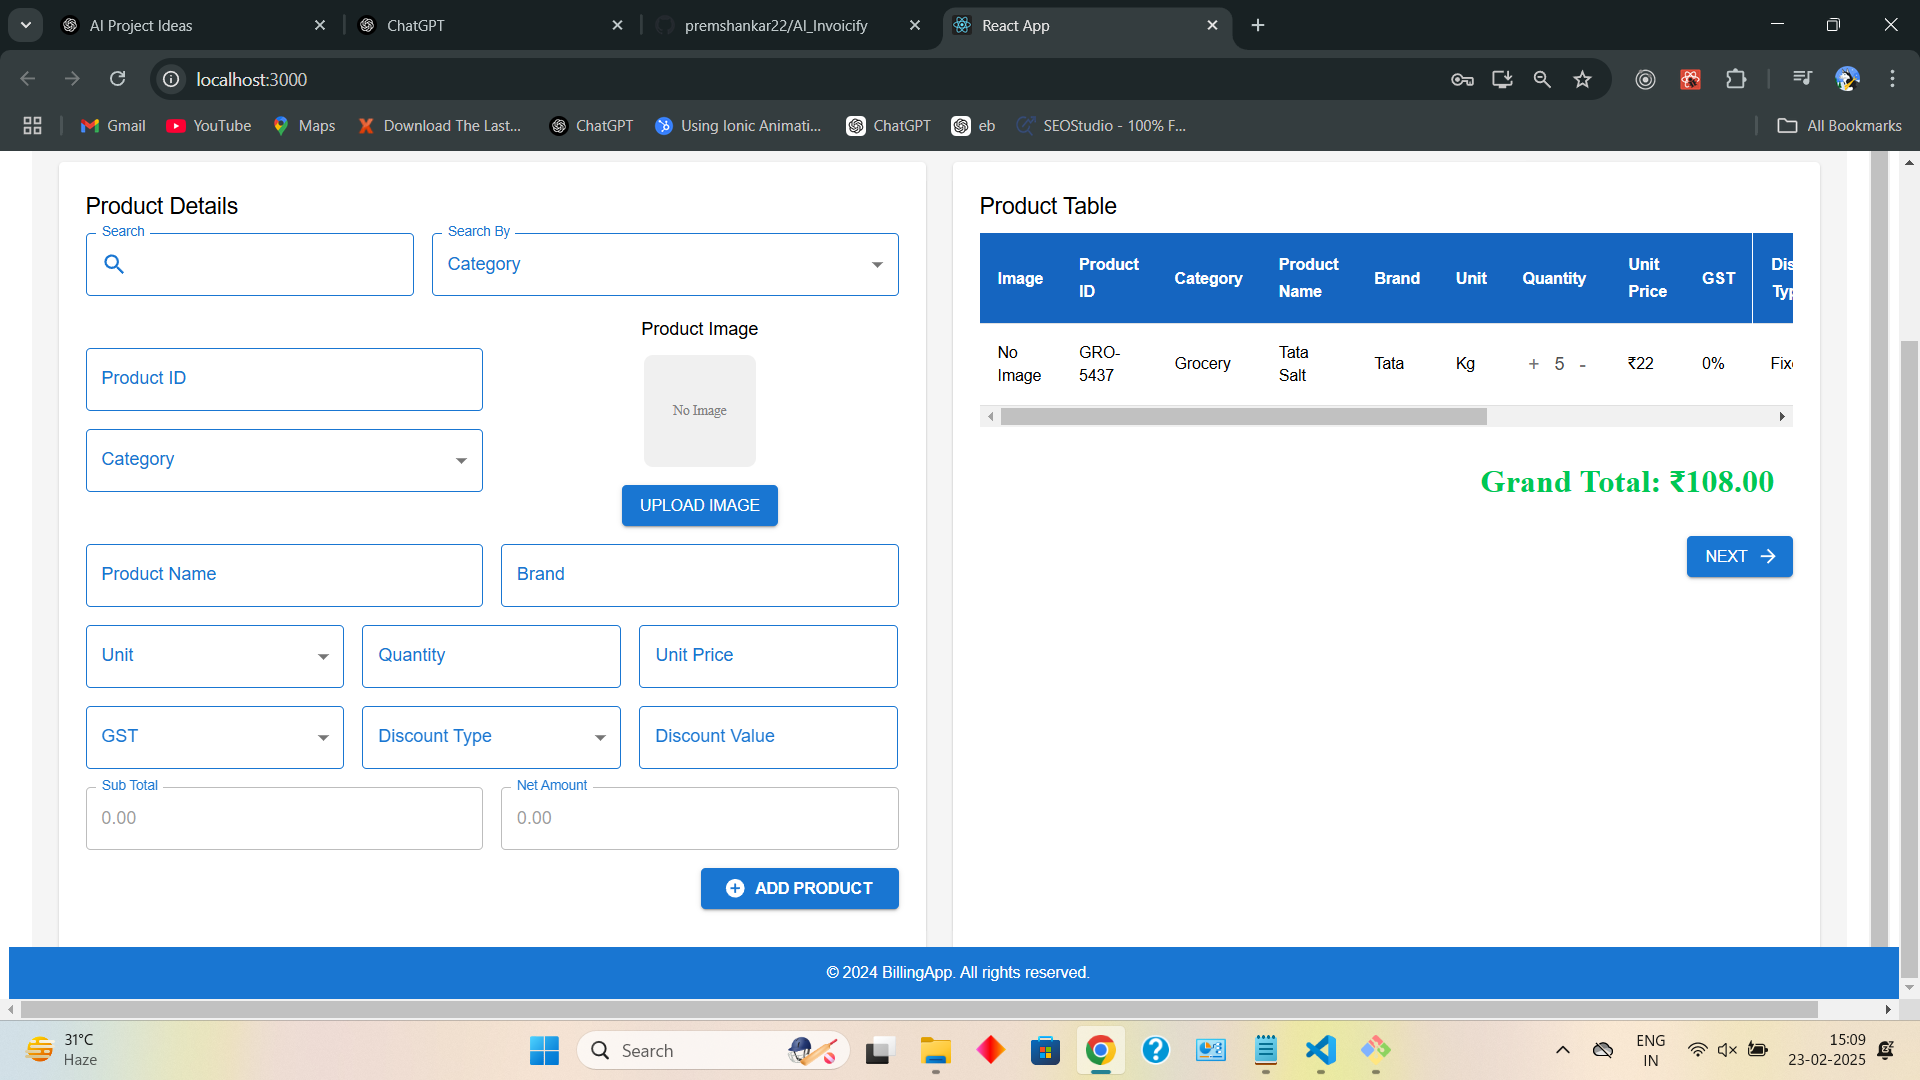 AI Project Ideas
ChatGPT
premshankar22/AI_Invoicify
React App
localhost:3000
Gmail
YouTube
Maps
Download The Last...
ChatGPT
Using Ionic Animati...
ChatGPT
eb
SEOStudio - 100% F...
All Bookmarks
Product Details
Search
Search By
Category
Product Image
No Image
Product ID
Category
UPLOAD IMAGE
Product Name
Brand
Unit
Quantity
Unit Price
GST
Discount Type
Discount Value
Sub Total
0.00
Net Amount
0.00
ADD PRODUCT
Product Table
Image
Product
ID
Category
Product
Name
Brand
Unit
Quantity
Unit
Price
GST
Dis
Typ
No
Image
GRO-
5437
Grocery
Tata
Salt
Tata
Kg
+ 5 -
₹22
0%
Fix
Grand Total: ₹108.00
NEXT
© 2024 BillingApp. All rights reserved.
31°C
Haze
Search
ENG
IN
15:09
23-02-2025